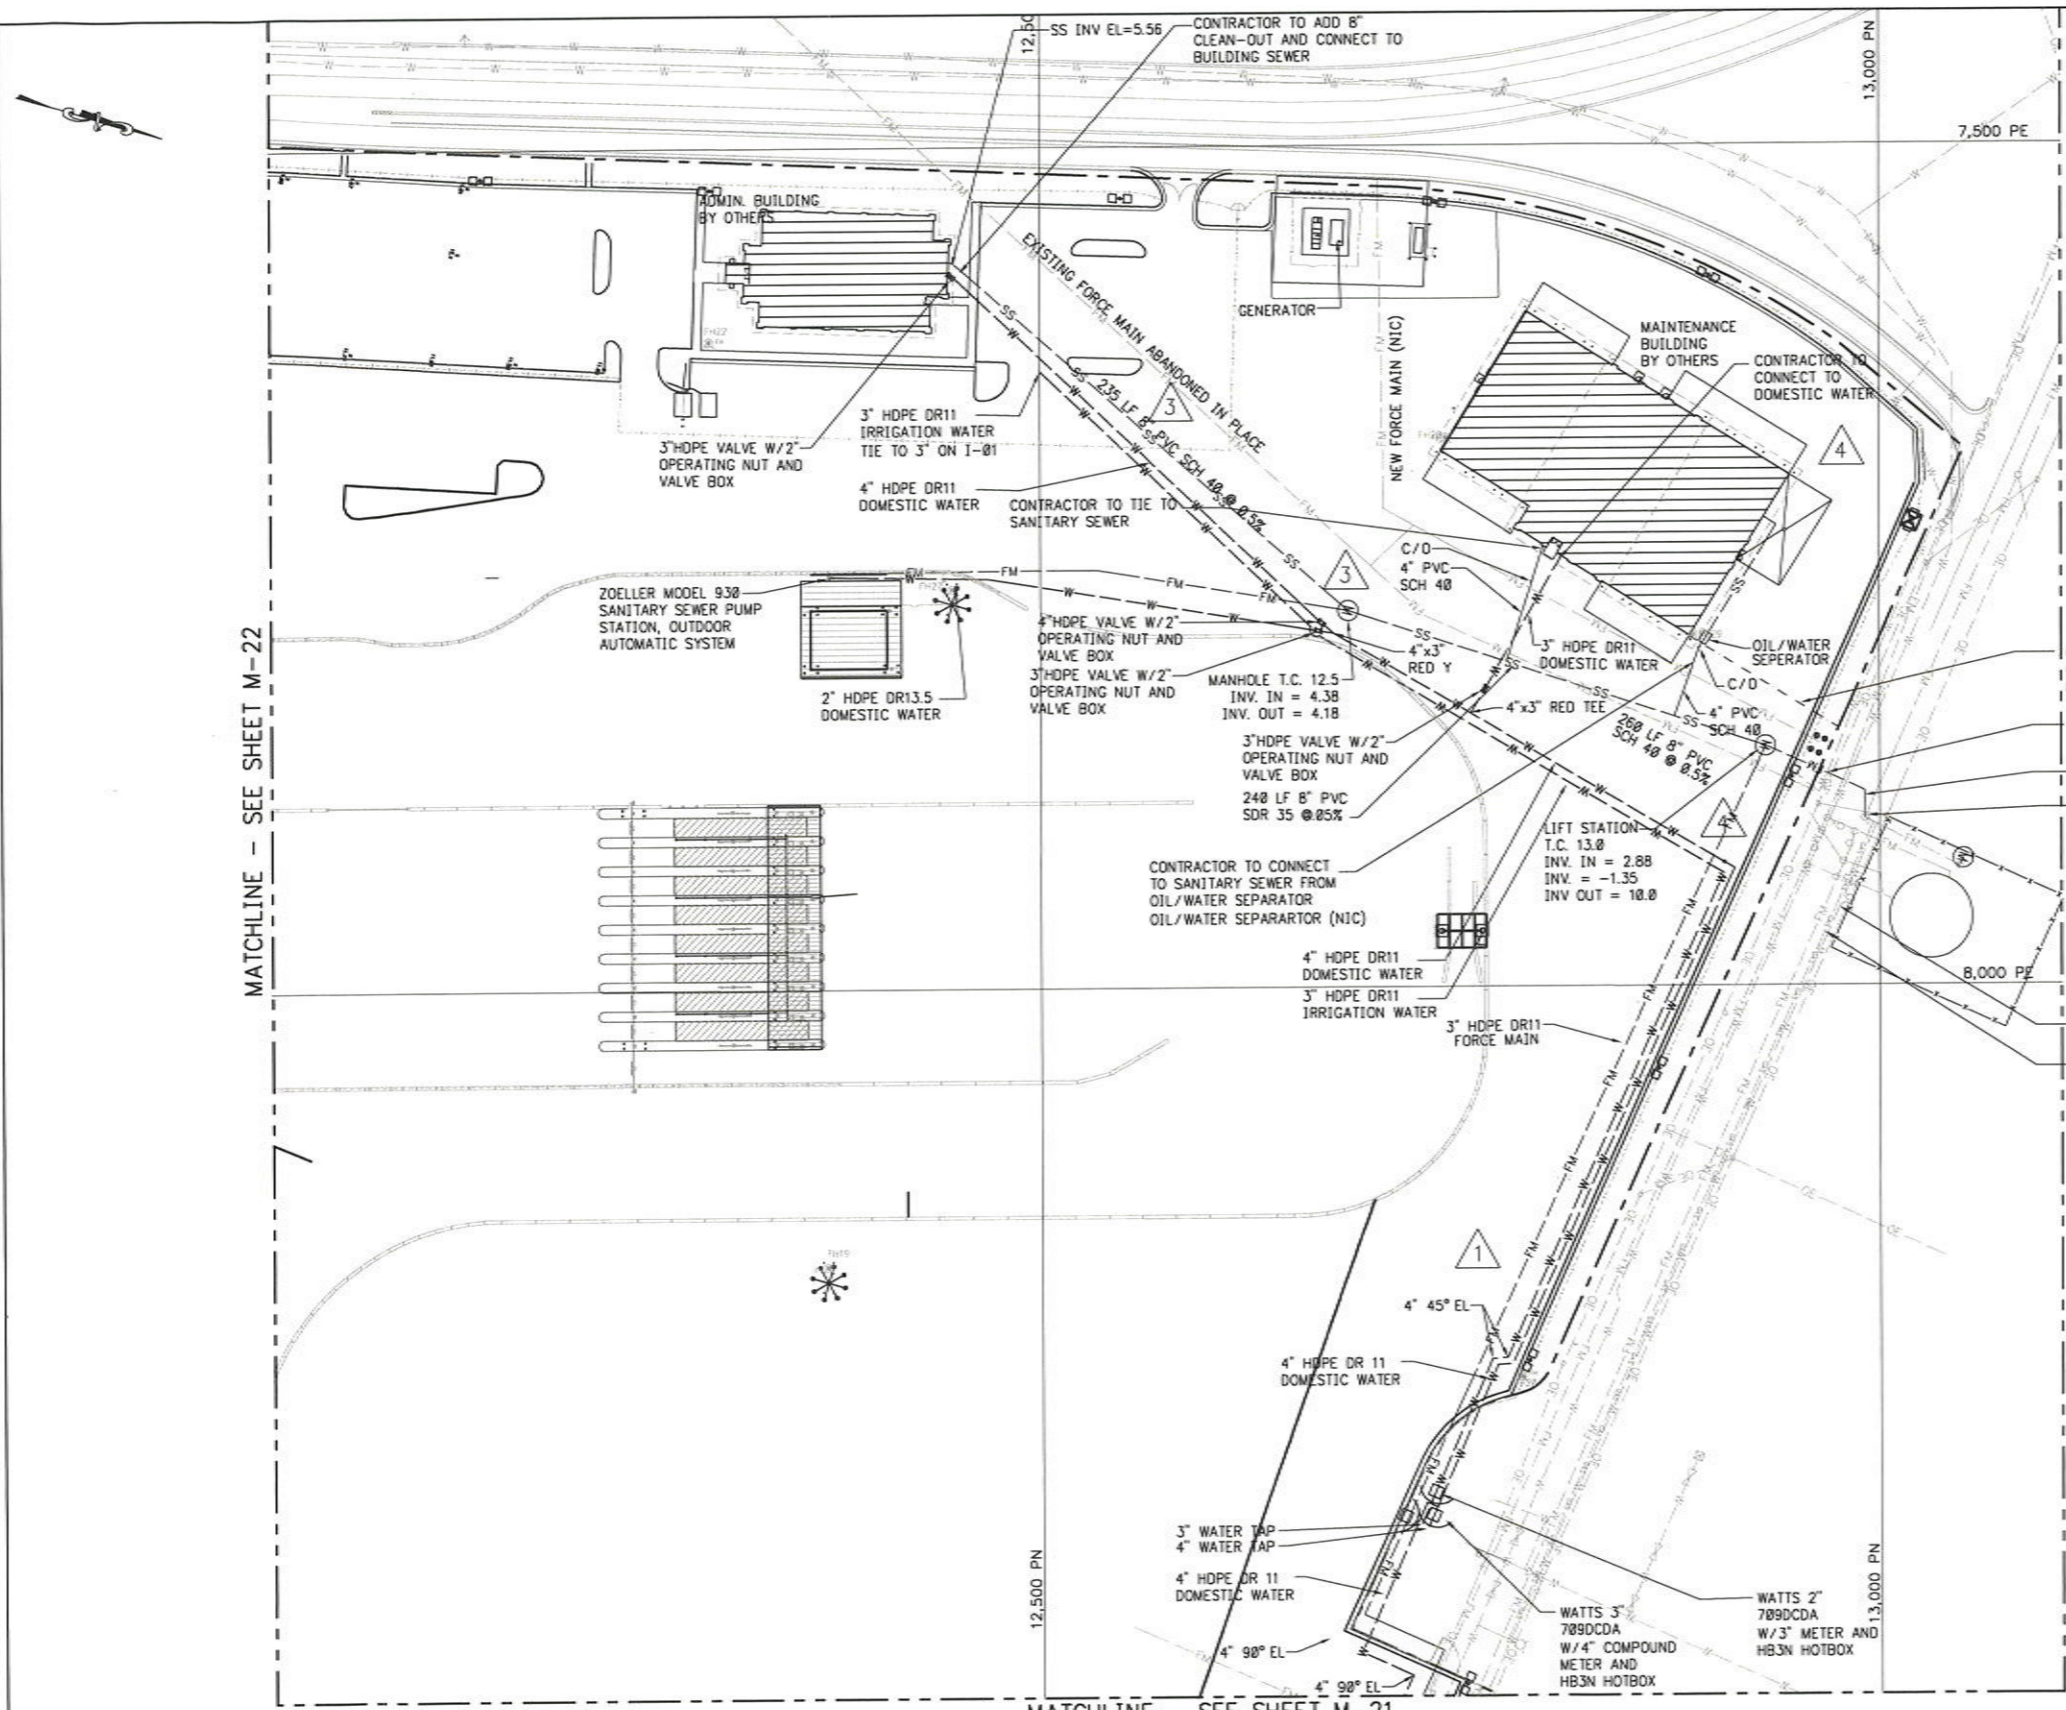 SS INV EL=5.56
CONTRACTOR TO ADD 8"
CLEAN-OUT AND CONNECT TO
BUILDING SEWER
12,50
13,000 PN
7,500 PE
ADMIN. BUILDING
BY OTHERS
EXISTING FORCE MAIN ABANDONED IN PLACE
GENERATOR
NEW FORCE MAIN (NIC)
MAINTENANCE
BUILDING
BY OTHERS
CONTRACTOR TO
CONNECT TO
DOMESTIC WATER
FH22
3"HDPE VALVE W/2"
OPERATING NUT AND
VALVE BOX
3" HDPE DR11
IRRIGATION WATER
TIE TO 3" ON I-01
235 LF 8" PVC SCH 40 @ 0.5%
3
4
4" HDPE DR11
DOMESTIC WATER
CONTRACTOR TO TIE TO
SANITARY SEWER
C/O
4" PVC
SCH 40
3
ZOELLER MODEL 930
SANITARY SEWER PUMP
STATION, OUTDOOR
AUTOMATIC SYSTEM
2" HDPE DR13.5
DOMESTIC WATER
4"HDPE VALVE W/2"
OPERATING NUT AND
VALVE BOX
3"HDPE VALVE W/2"
OPERATING NUT AND
VALVE BOX
4"x3"
RED Y
MANHOLE T.C. 12.5
INV. IN = 4.38
INV. OUT = 4.18
3" HDPE DR11
DOMESTIC WATER
OIL/WATER
SEPERATOR
C/O
4"x3" RED TEE
4" PVC
SCH 40
260 LF 8" PVC
SCH 40 @ 0.5%
3"HDPE VALVE W/2"
OPERATING NUT AND
VALVE BOX
240 LF 8" PVC
SDR 35 @.05%
LIFT STATION
T.C. 13.0
INV. IN = 2.88
INV. = -1.35
INV OUT = 10.0
CONTRACTOR TO CONNECT
TO SANITARY SEWER FROM
OIL/WATER SEPARATOR
OIL/WATER SEPARARTOR (NIC)
MATCHLINE - SEE SHEET M-22
4" HDPE DR11
DOMESTIC WATER
3" HDPE DR11
IRRIGATION WATER
8,000 PE
3" HDPE DR11
FORCE MAIN
FH19
1
4" 45° EL
4" HDPE DR 11
DOMESTIC WATER
3" WATER TAP
4" WATER TAP
4" HDPE DR 11
DOMESTIC WATER
12,500 PN
13,000 PN
4" 90° EL
4" 90° EL
WATTS 3"
709DCDA
W/4" COMPOUND
METER AND
HB3N HOTBOX
WATTS 2"
709DCDA
W/3" METER AND
HB3N HOTBOX